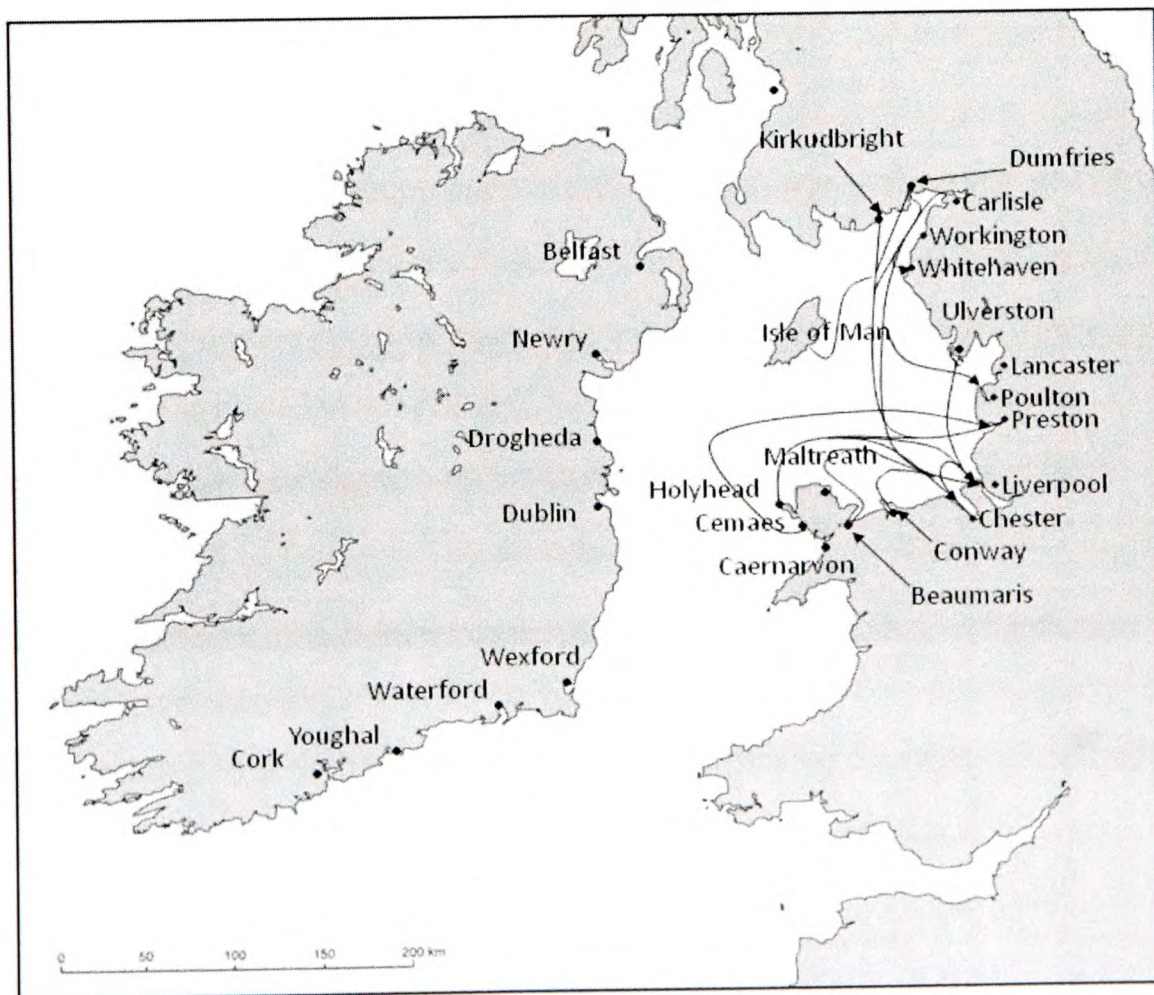 Kirkudbright
Dumfries
Carlisle
Workington
Belfast
Whitehaven
Ulverston
Isle of Man
Newry
Lancaster
Poulton
Preston
Drogheda
Maltreath
Holyhead
Liverpool
Dublin
Cemaes
Chester
Conway
Caernarvon
Beaumaris
Wexford
Waterford
Youghal
Cork
0 50 100 150 200 km